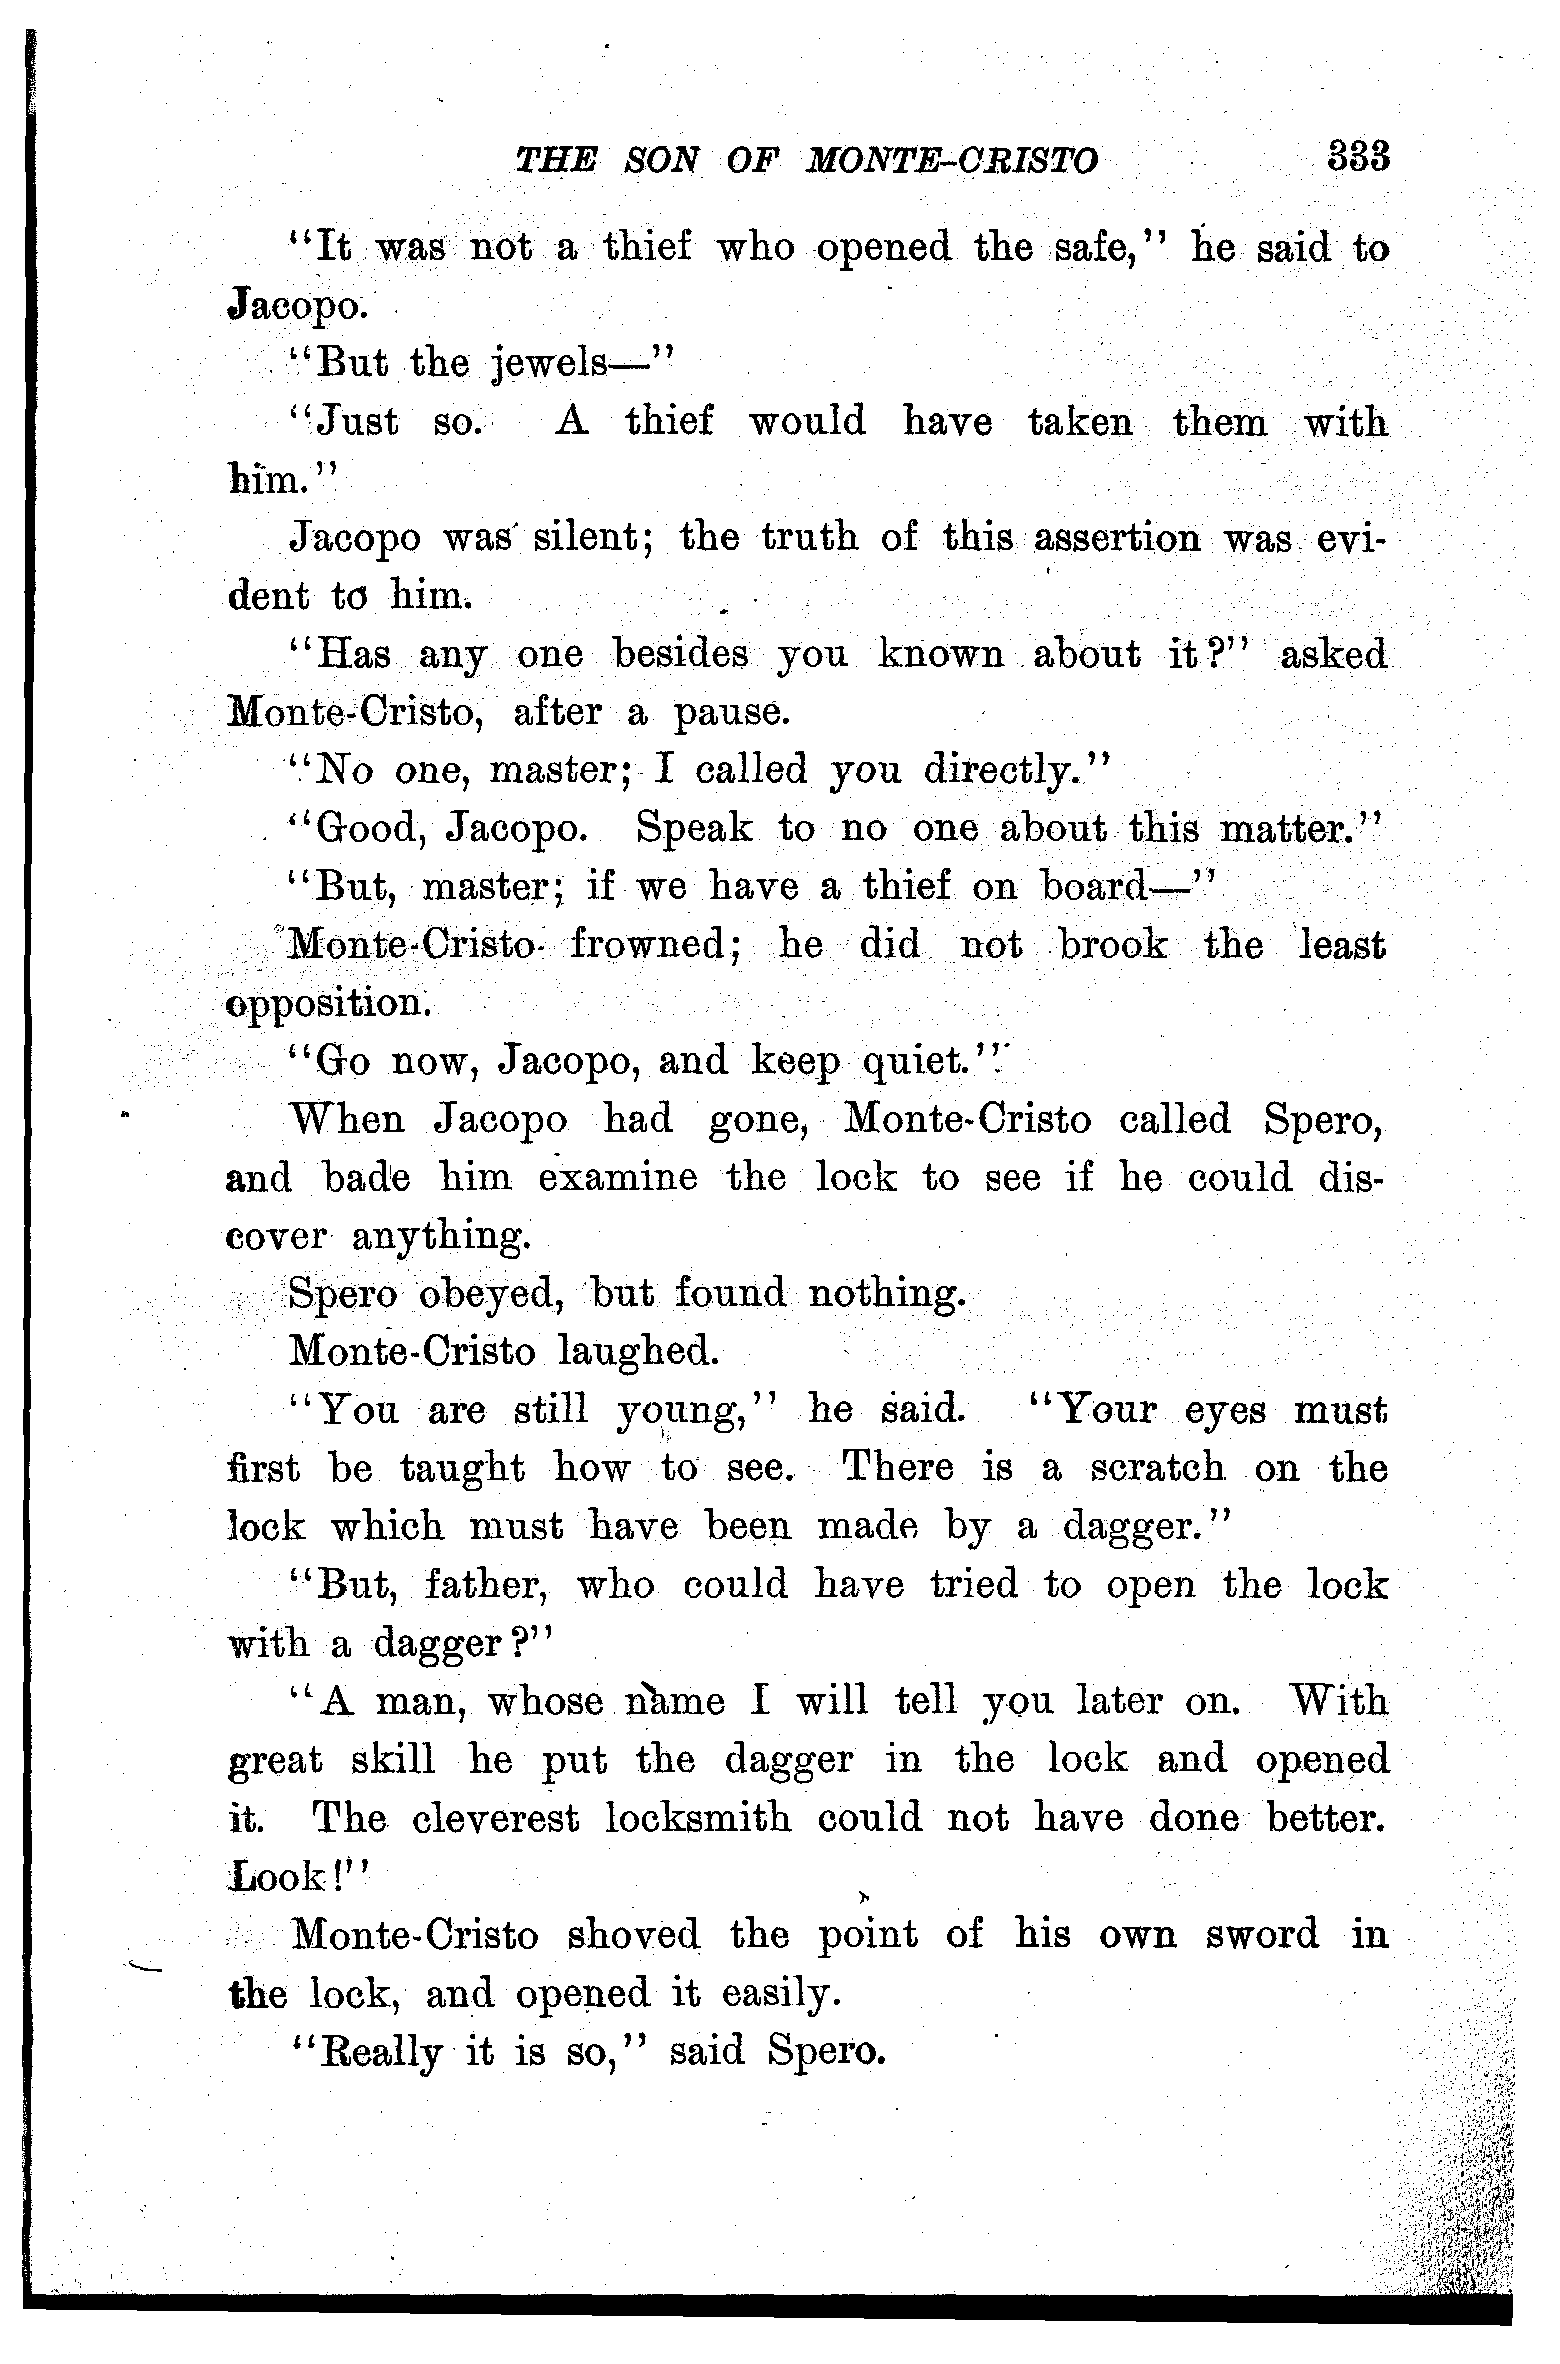 THE SON OF MONTE-CRISTO 333
"It was not a thief who opened the safe," he said to
Jacopo.
"But the jewels—"
"Just so. A thief would have taken them with
him."
Jacopo was silent; the truth of this assertion was evi-
dent to him.
"Has any one besides you known about it?" asked
Monte-Cristo, after a pause.
"No one, master; I called you directly."
"Good, Jacopo. Speak to no one about this matter."
"But, master; if we have a thief on board—"
Monte-Cristo frowned; he did not brook the least
opposition.
"Go now, Jacopo, and keep quiet."
When Jacopo had gone, Monte-Cristo called Spero,
and bade him examine the lock to see if he could dis-
cover anything.
Spero obeyed, but found nothing.
Monte-Cristo laughed.
"You are still young," he said. "Your eyes must
first be taught how to see. There is a scratch on the
lock which must have been made by a dagger."
"But, father, who could have tried to open the lock
with a dagger?"
"A man, whose name I will tell you later on. With
great skill he put the dagger in the lock and opened
it. The cleverest locksmith could not have done better.
Look!"
Monte-Cristo shoved the point of his own sword in
the lock, and opened it easily.
"Really it is so," said Spero.